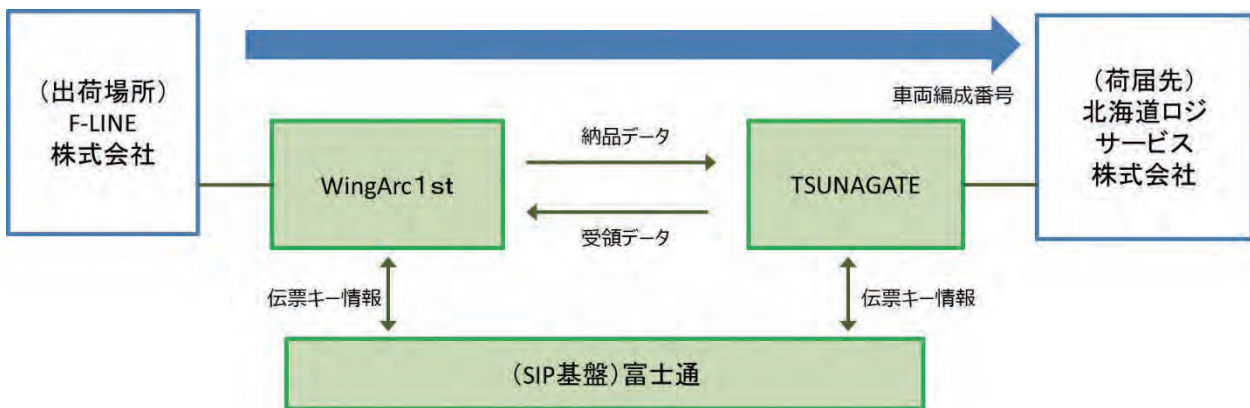 （出荷場所）
F-LINE
株式会社
車両編成番号
（荷届先）
北海道ロジ
サービス
株式会社
WingArc１st
納品データ
受領データ
TSUNAGATE
伝票キー情報
伝票キー情報
（SIP基盤）富士通